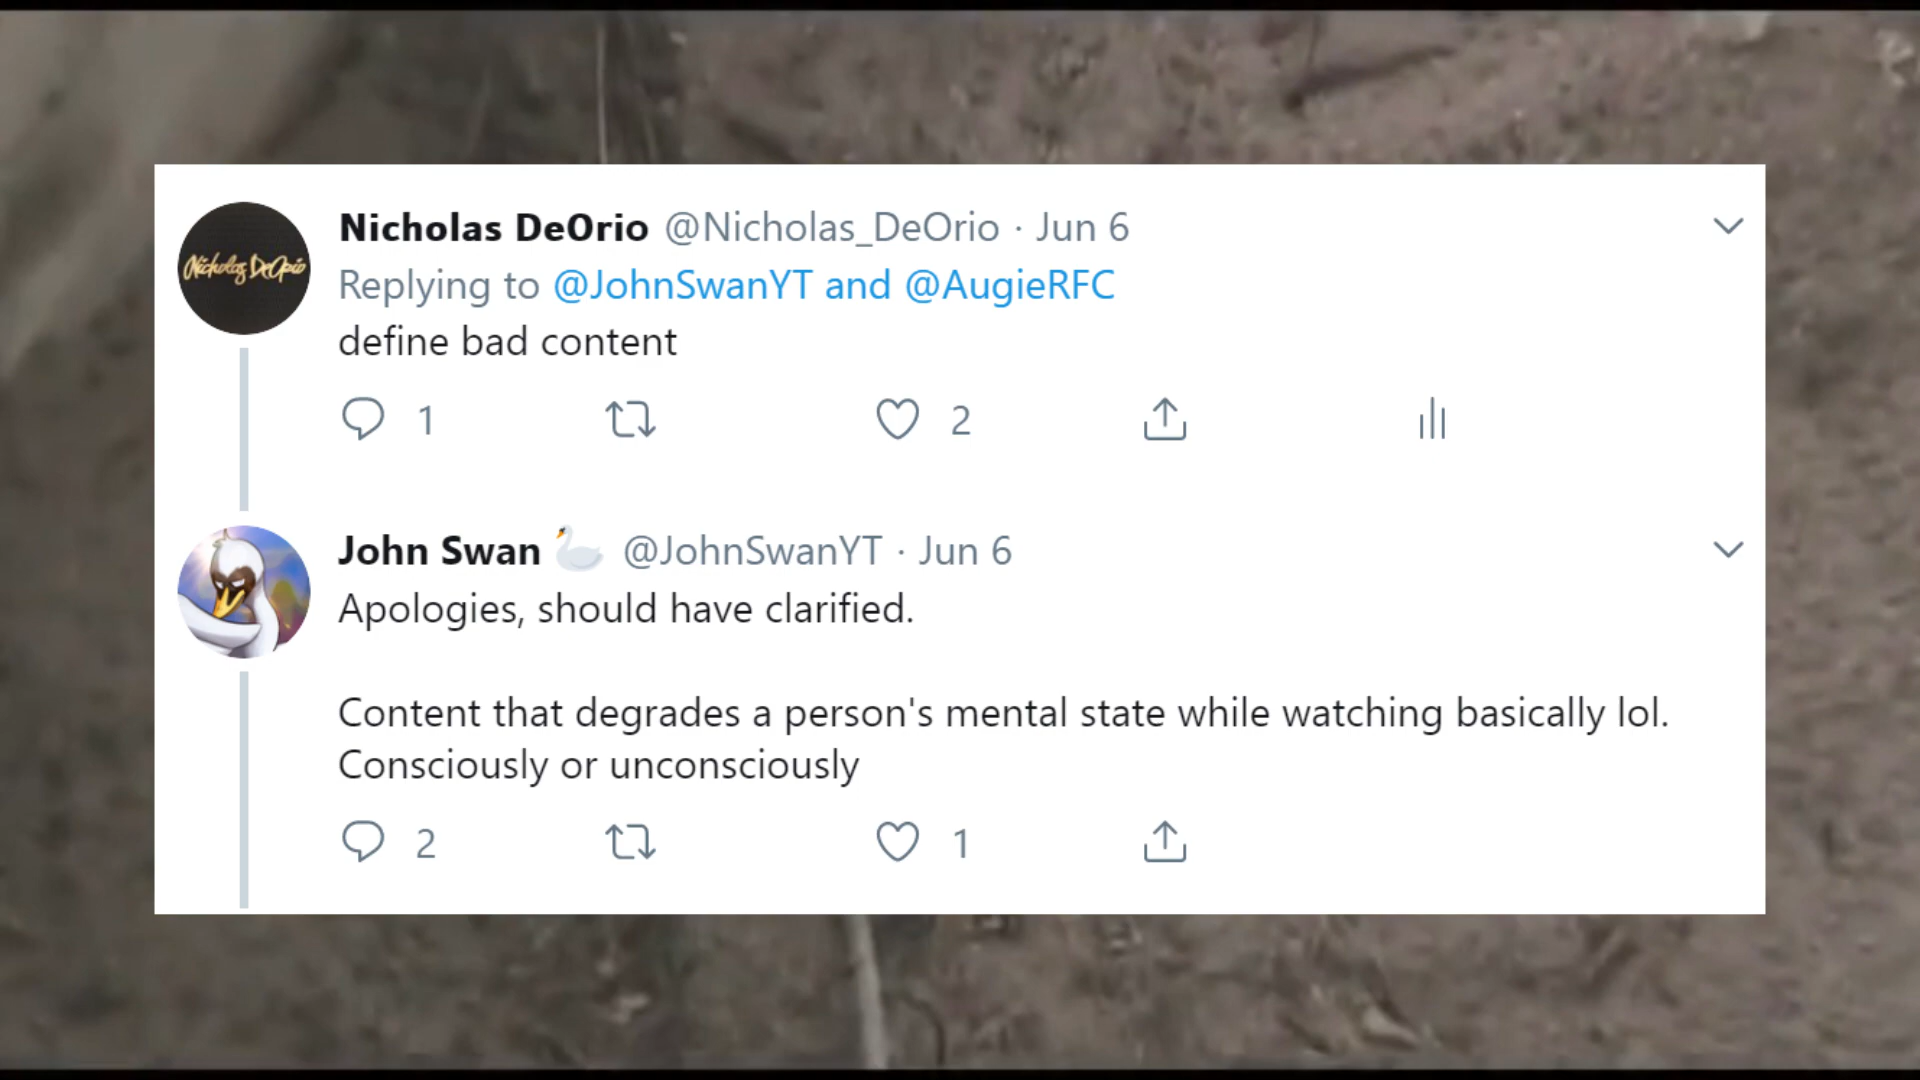 Nicholas DeOrio
Nicholas DeOrio @Nicholas_DeOrio · Jun 6
Replying to @JohnSwanYT and @AugieRFC
define bad content
1 2
John Swan 🦢 @JohnSwanYT · Jun 6
Apologies, should have clarified.
Content that degrades a person's mental state while watching basically lol.
Consciously or unconsciously
2 1